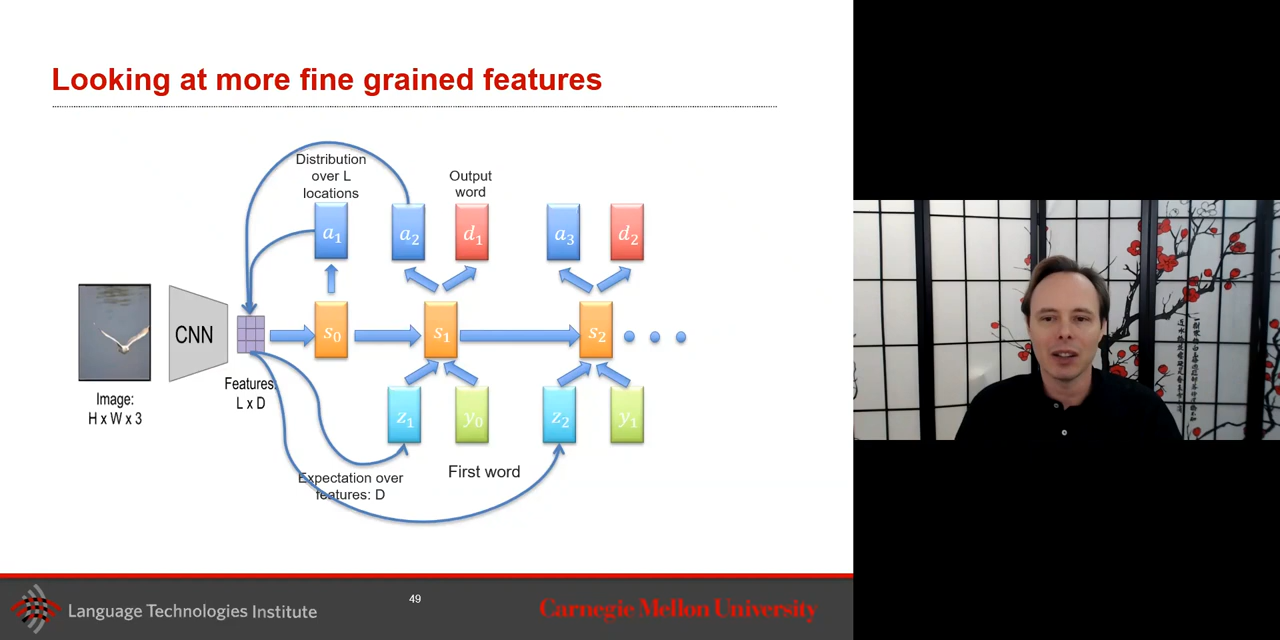 Looking at more fine grained features
Distribution
over L
locations
Output
word
a₁
a₂
d₁
a₃
d₂
CNN
s₀
s₁
s₂
Features:
L x D
Image:
H x W x 3
z₁
y₀
z₂
y₁
Expectation over
features: D
First word
49
Language Technologies Institute
Carnegie Mellon University